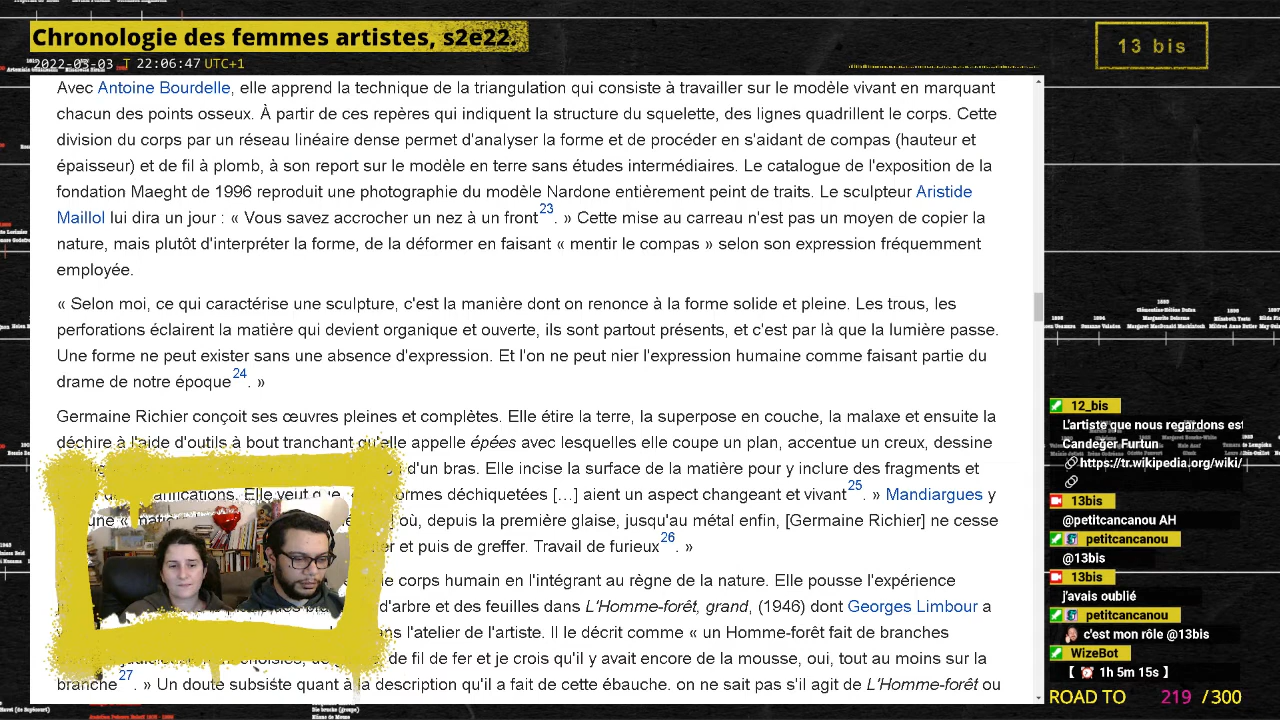 Chronologie des femmes artistes, s2e22.
2022-03-03 T 22:06:47 UTC+1
13 bis
Avec Antoine Bourdelle, elle apprend la technique de la triangulation qui consiste à travailler sur le modèle vivant en marquant
chacun des points osseux. À partir de ces repères qui indiquent la structure du squelette, des lignes quadrillent le corps. Cette
division du corps par un réseau linéaire dense permet d'analyser la forme et de procéder en s'aidant de compas (hauteur et
épaisseur) et de fil à plomb, à son report sur le modèle en terre sans études intermédiaires. Le catalogue de l'exposition de la
fondation Maeght de 1996 reproduit une photographie du modèle Nardone entièrement peint de traits. Le sculpteur Aristide
Maillol lui dira un jour : « Vous savez accrocher un nez à un front23. » Cette mise au carreau n'est pas un moyen de copier la
nature, mais plutôt d'interpréter la forme, de la déformer en faisant « mentir le compas » selon son expression fréquemment
employée.
« Selon moi, ce qui caractérise une sculpture, c'est la manière dont on renonce à la forme solide et pleine. Les trous, les
perforations éclairent la matière qui devient organique et ouverte, ils sont partout présents, et c'est par là que la lumière passe.
Une forme ne peut exister sans une absence d'expression. Et l'on ne peut nier l'expression humaine comme faisant partie du
drame de notre époque24. »
Germaine Richier conçoit ses œuvres pleines et complètes. Elle étire la terre, la superpose en couche, la malaxe et ensuite la
déchire à l'aide d'outils à bout tranchant qu'elle appelle épées avec lesquelles elle coupe un plan, accentue un creux, dessine
d'un bras. Elle incise la surface de la matière pour y inclure des fragments et
Elle veut que formes déchiquetées […] aient un aspect changeant et vivant25. » Mandiargues y
une « où, depuis la première glaise, jusqu'au métal enfin, [Germaine Richier] ne cesse
er et puis de greffer. Travail de furieux26. »
le corps humain en l'intégrant au règne de la nature. Elle pousse l'expérience
d'arbre et des feuilles dans L'Homme-forêt, grand, (1946) dont Georges Limbour a
dans l'atelier de l'artiste. Il le décrit comme « un Homme-forêt fait de branches
de fil de fer et je crois qu'il y avait encore de la mousse, oui, tout au moins sur la
branche27. » Un doute subsiste quant à la description qu'il a fait de cette ébauche. on ne sait pas s'il agit de L'Homme-forêt ou
12_bis
L'artiste que nous regardons est
Candeğer Furtun
https://tr.wikipedia.org/wiki/
13bis
@petitcancanou AH
petitcancanou
@13bis
13bis
j'avais oublié
petitcancanou
c'est mon rôle @13bis
WizeBot
【 ⏰ 1h 5m 15s 】
ROAD TO 219 / 300